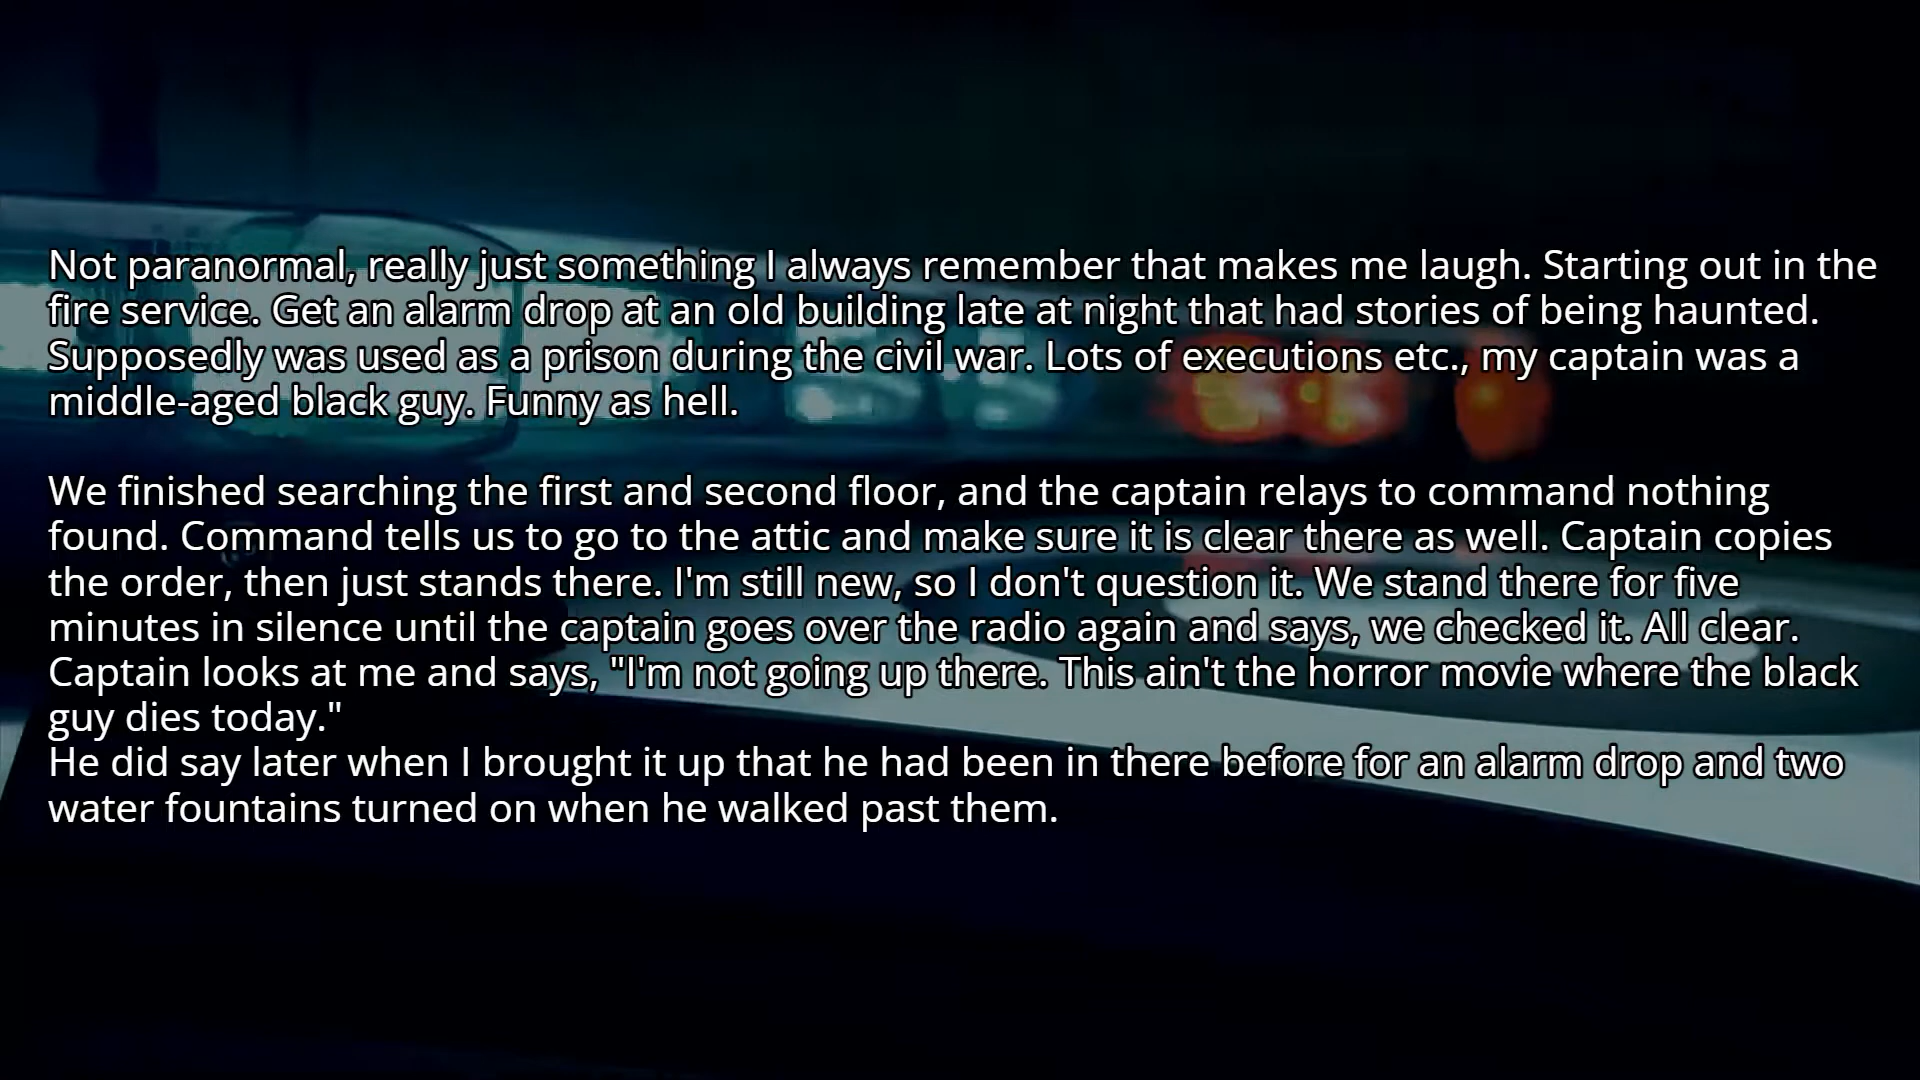 Not paranormal, really just something I always remember that makes me laugh. Starting out in the
fire service. Get an alarm drop at an old building late at night that had stories of being haunted.
Supposedly was used as a prison during the civil war. Lots of executions etc., my captain was a
middle-aged black guy. Funny as hell.
We finished searching the first and second floor, and the captain relays to command nothing
found. Command tells us to go to the attic and make sure it is clear there as well. Captain copies
the order, then just stands there. I'm still new, so I don't question it. We stand there for five
minutes in silence until the captain goes over the radio again and says, we checked it. All clear.
Captain looks at me and says, "I'm not going up there. This ain't the horror movie where the black
guy dies today."
He did say later when I brought it up that he had been in there before for an alarm drop and two
water fountains turned on when he walked past them.